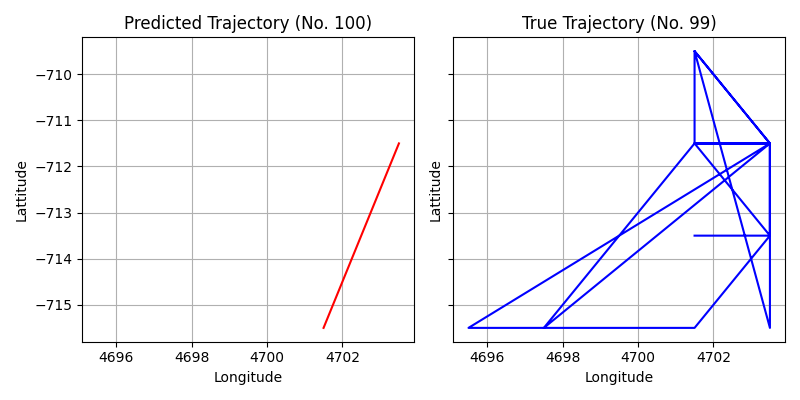 Predicted Trajectory (No. 100)
−710
−711
−712
−713
−714
−715
Lattitude
4696 4698 4700 4702
Longitude
True Trajectory (No. 99)
Lattitude
4696 4698 4700 4702
Longitude